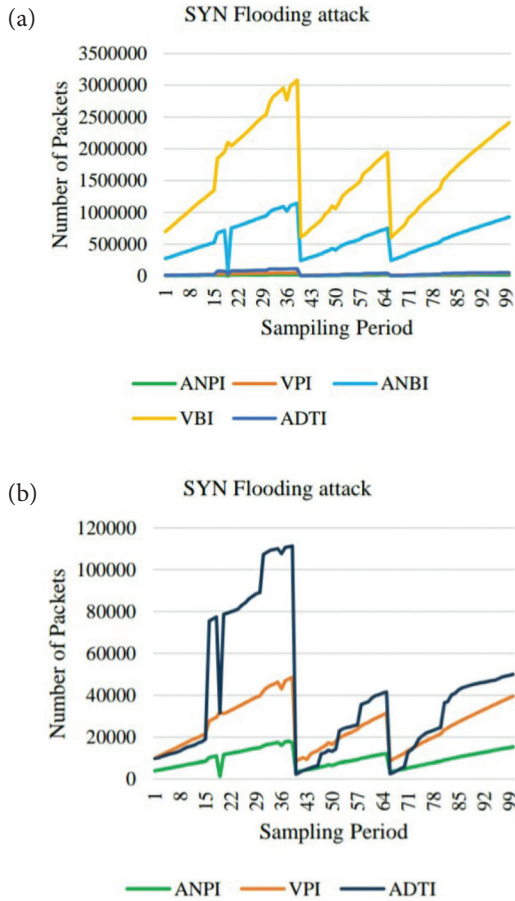 (a)
SYN Flooding attack
Number of Packets
3500000
3000000
2500000
2000000
1500000
1000000
500000
0
1 8 15 22 29 36 43 50 57 64 71 78 85 92 99
Sampiling Period
ANPI VPI ANBI
VBI ADTI
(b)
SYN Flooding attack
Number of Packets
120000
100000
80000
60000
40000
20000
0
1 8 15 22 29 36 43 50 57 64 71 78 85 92 99
Sampling Period
ANPI VPI ADTI